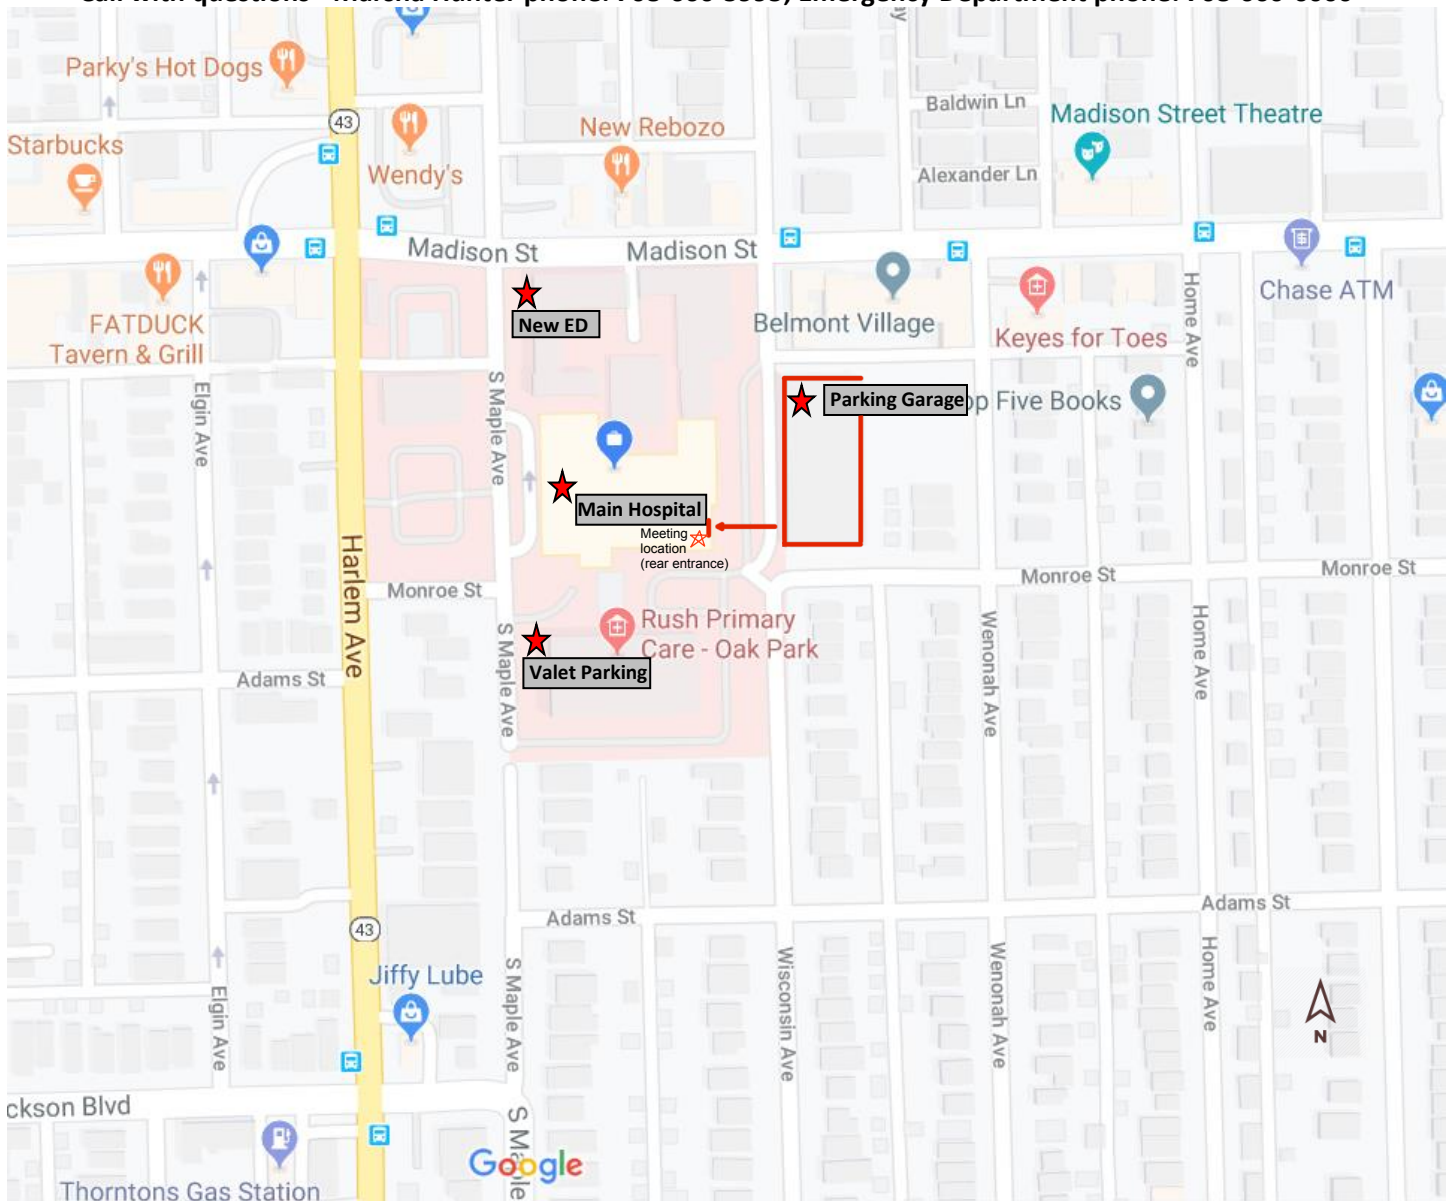 Parky's Hot Dogs
43
Baldwin Ln
Madison Street Theatre
New Rebozo
Starbucks
Wendy's
Alexander Ln
Madison St
Madison St
Chase ATM
New ED
FATDUCK
Tavern & Grill
Belmont Village
Keyes for Toes
Home Ave
Elgin Ave
S Maple Ave
Parking Garage
op Five Books
Main Hospital
Meeting
location
(rear entrance)
Harlem Ave
Monroe St
Monroe St
Monroe St
Rush Primary
Care - Oak Park
Valet Parking
S Maple Ave
Wenonah Ave
Home Ave
Adams St
Adams St
Adams St
43
Jiffy Lube
Elgin Ave
S Maple Ave
Wisconsin Ave
Wenonah Ave
Home Ave
N
ckson Blvd
S Maple
Google
Thorntons Gas Station